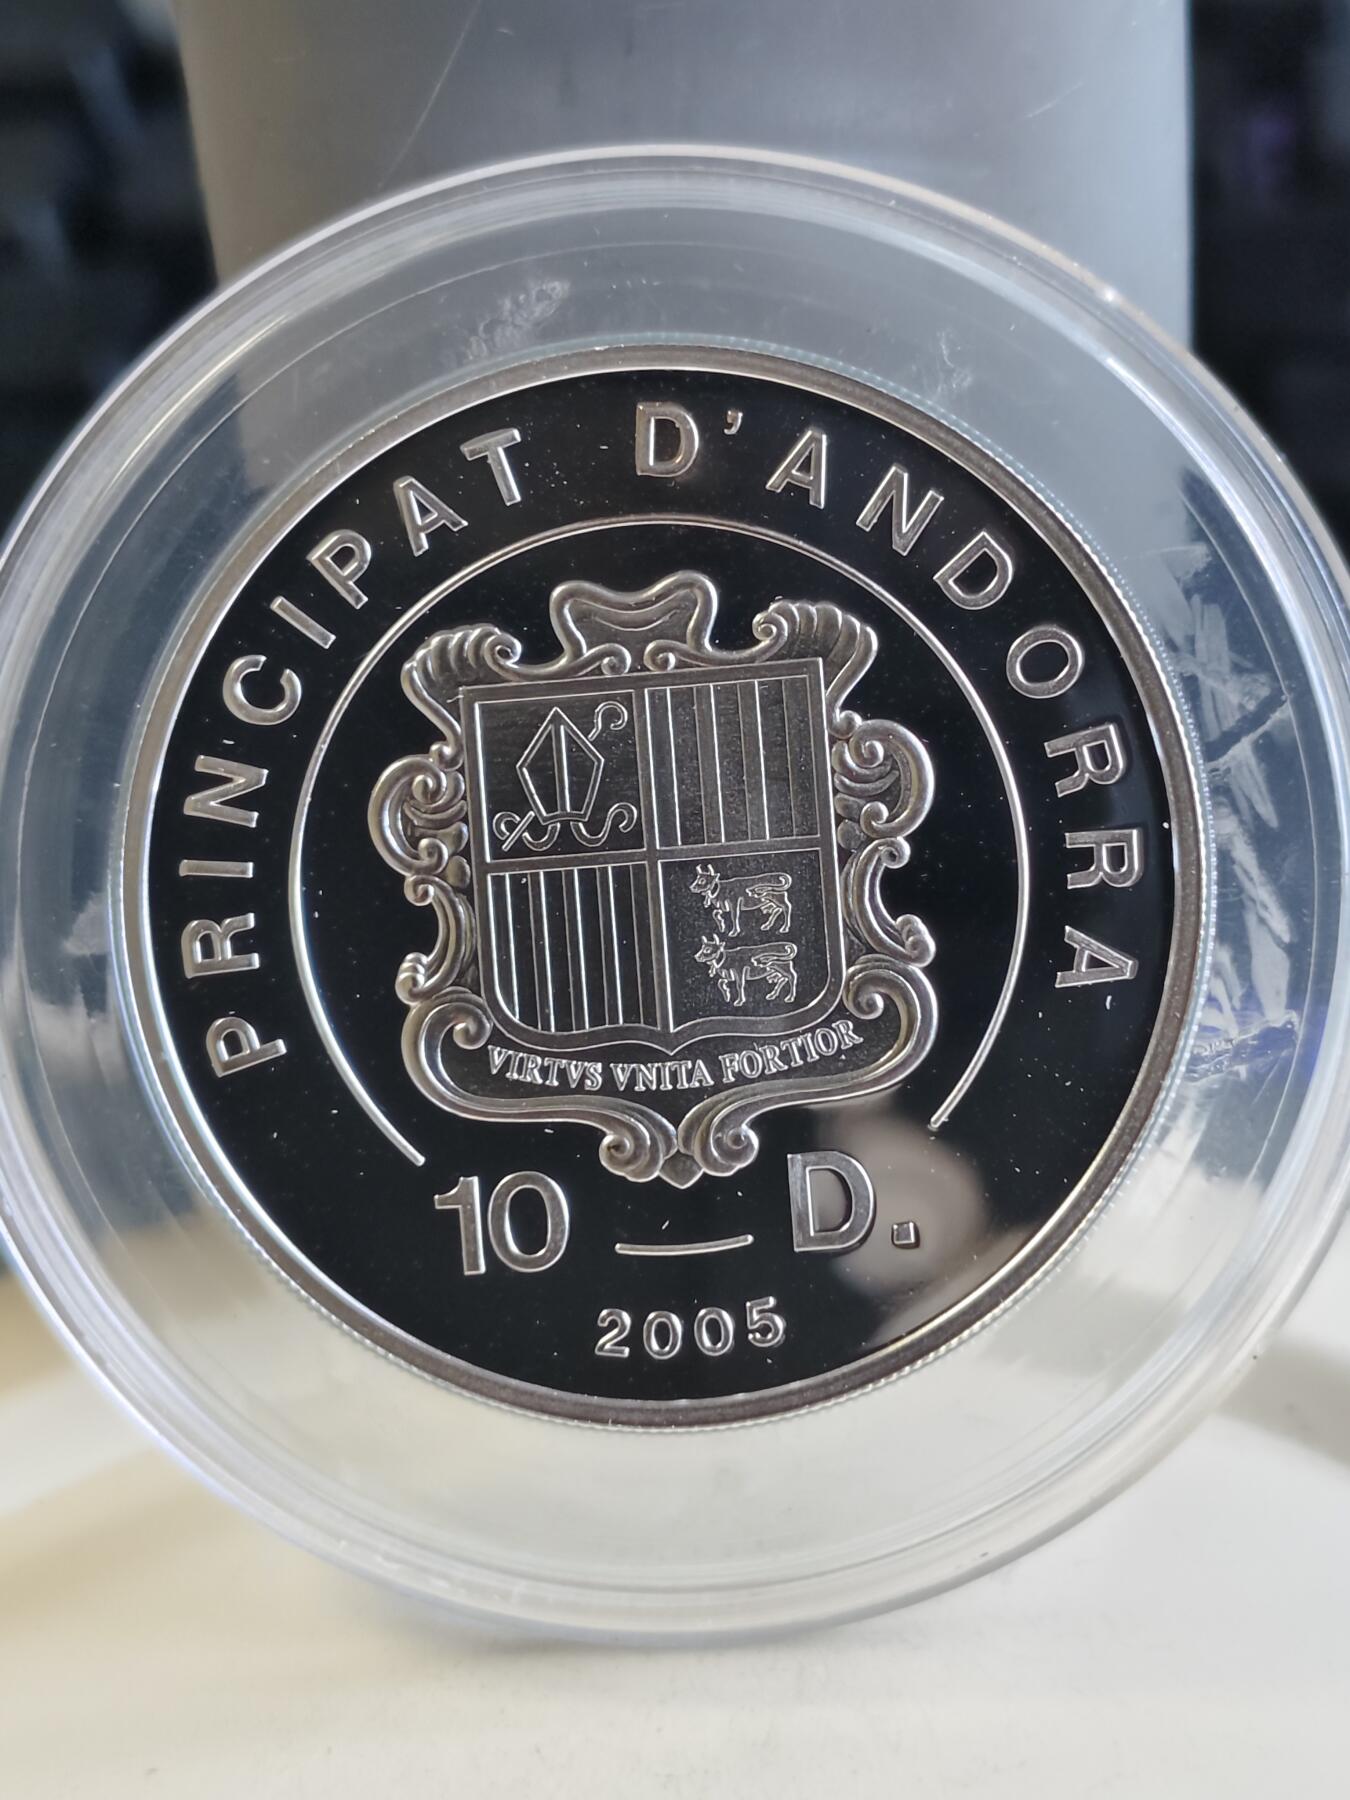 PRINCIPAT D'ANDORRA
VIRTVS VNITA FORTIOR
10 — D.
2005